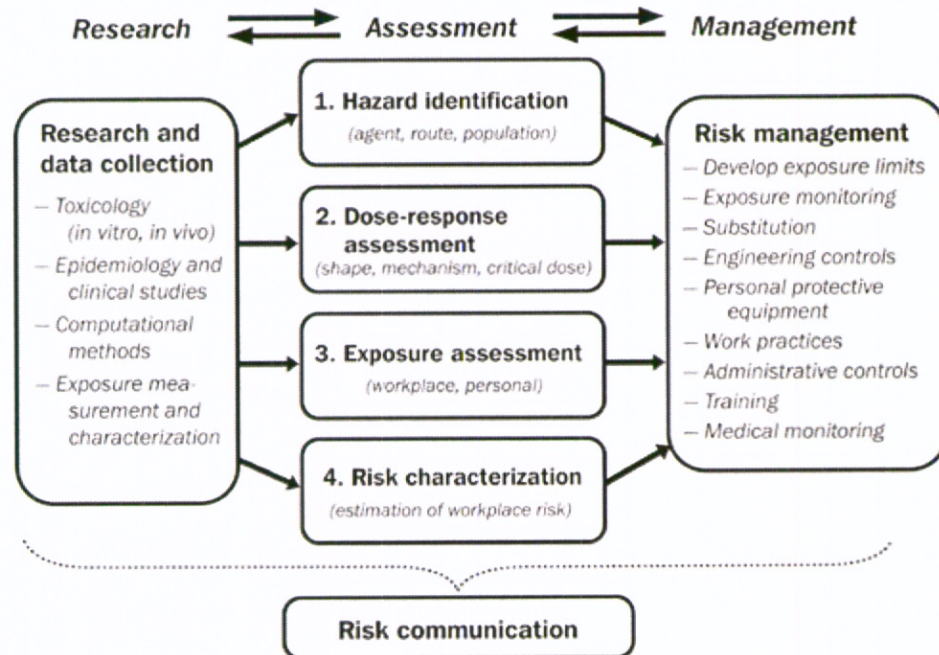 Research
Assessment
Management
Research and
data collection
– Toxicology
(in vitro, in vivo)
– Epidemiology and
clinical studies
– Computational
methods
– Exposure mea-
surement and
characterization
1. Hazard identification
(agent, route, population)
2. Dose-response
assessment
(shape, mechanism, critical dose)
3. Exposure assessment
(workplace, personal)
4. Risk characterization
(estimation of workplace risk)
Risk management
– Develop exposure limits
– Exposure monitoring
– Substitution
– Engineering controls
– Personal protective
equipment
– Work practices
– Administrative controls
– Training
– Medical monitoring
Risk communication